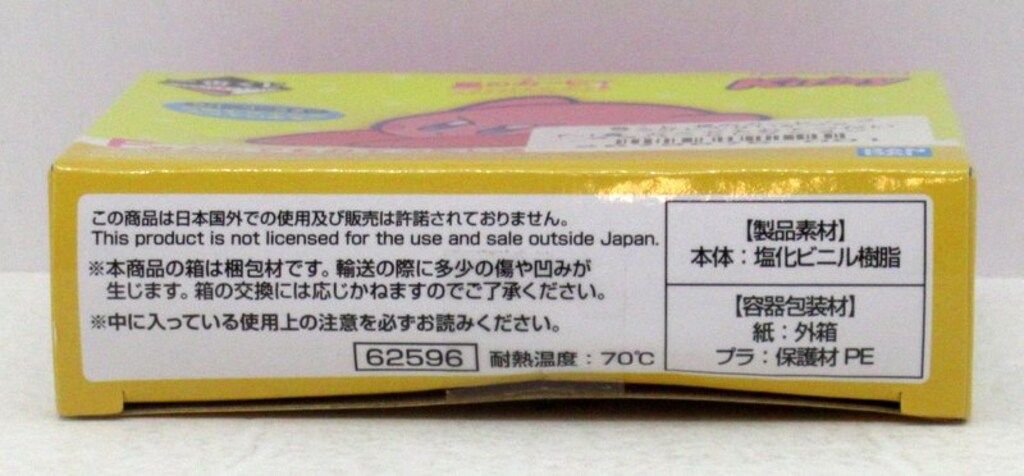 この商品は日本国外での使用及び販売は許諾されておりません。
This product is not licensed for the use and sale outside Japan.
※本商品の箱は梱包材です。輸送の際に多少の傷や凹みが
生じます。箱の交換には応じかねますのでご了承ください。
※中に入っている使用上の注意を必ずお読みください。
62596 耐熱温度：70℃
【製品素材】
本体：塩化ビニル樹脂
【容器包装材】
紙：外箱
プラ：保護材 PE